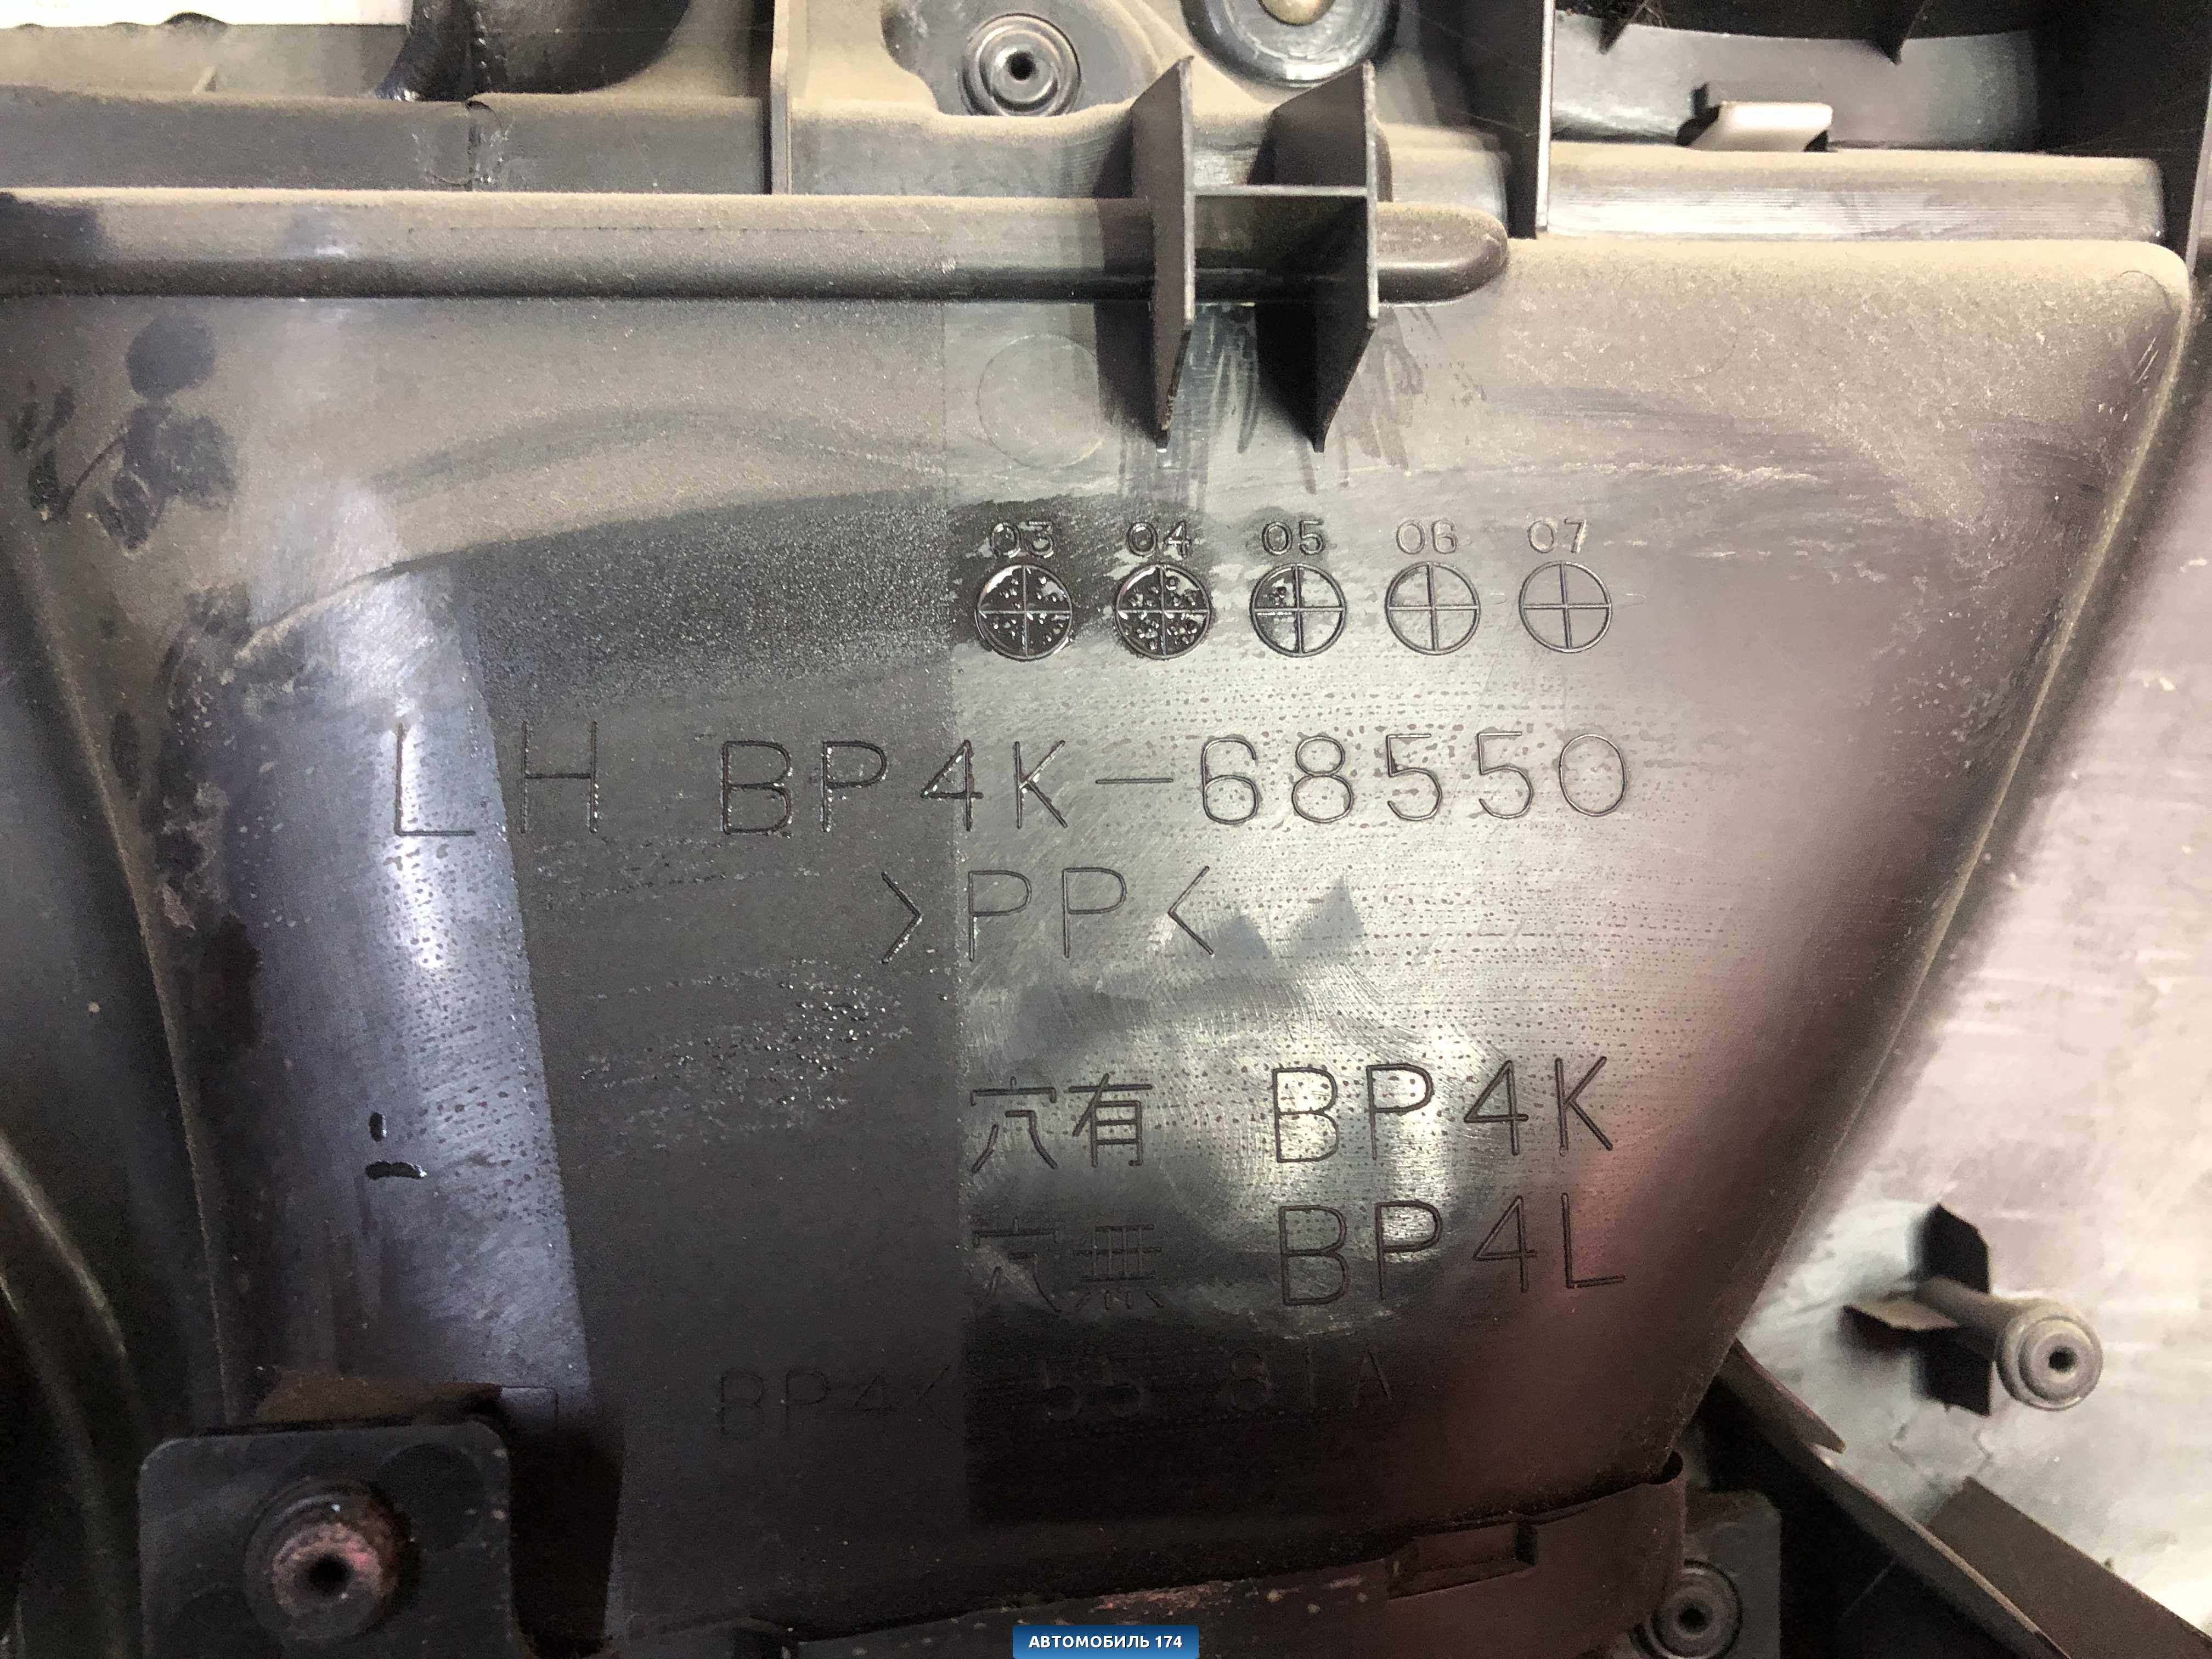 03 04 05 06 07
LH BP4K-68550
>PP<
穴有 BP4K
穴無 BP4L
АВТОМОБИЛЬ 174